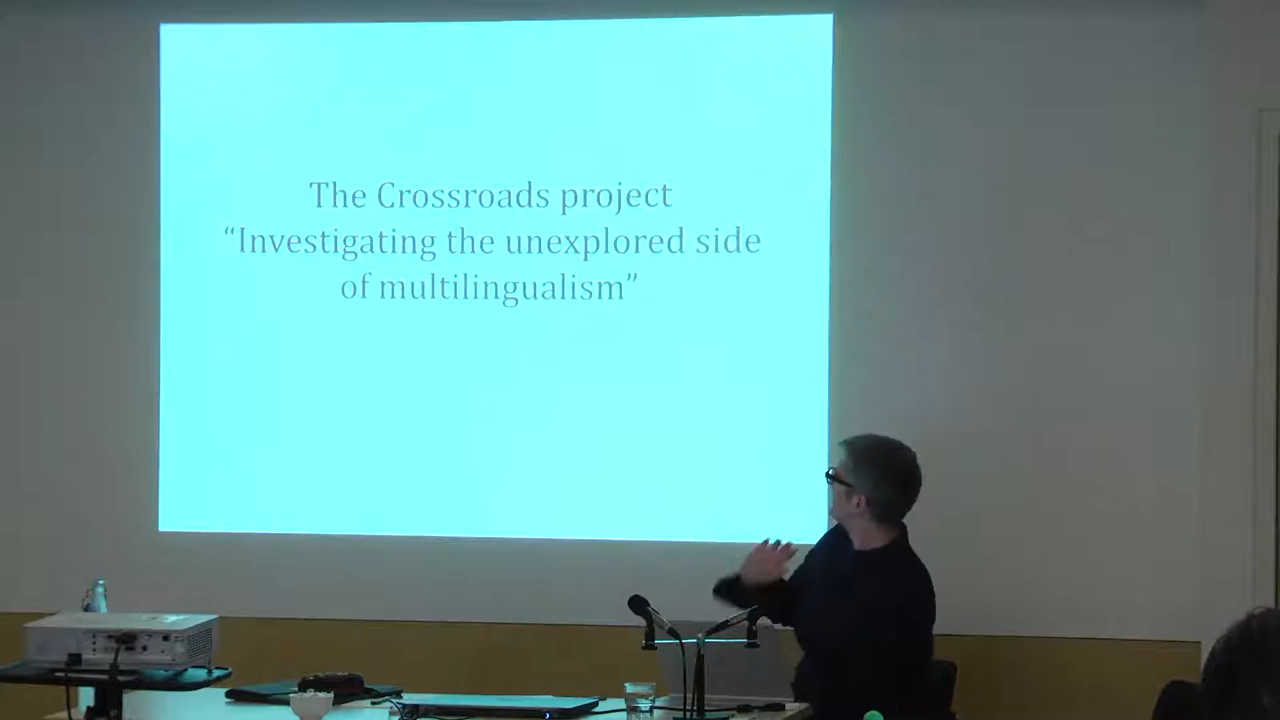 The Crossroads project
“Investigating the unexplored side
of multilingualism”